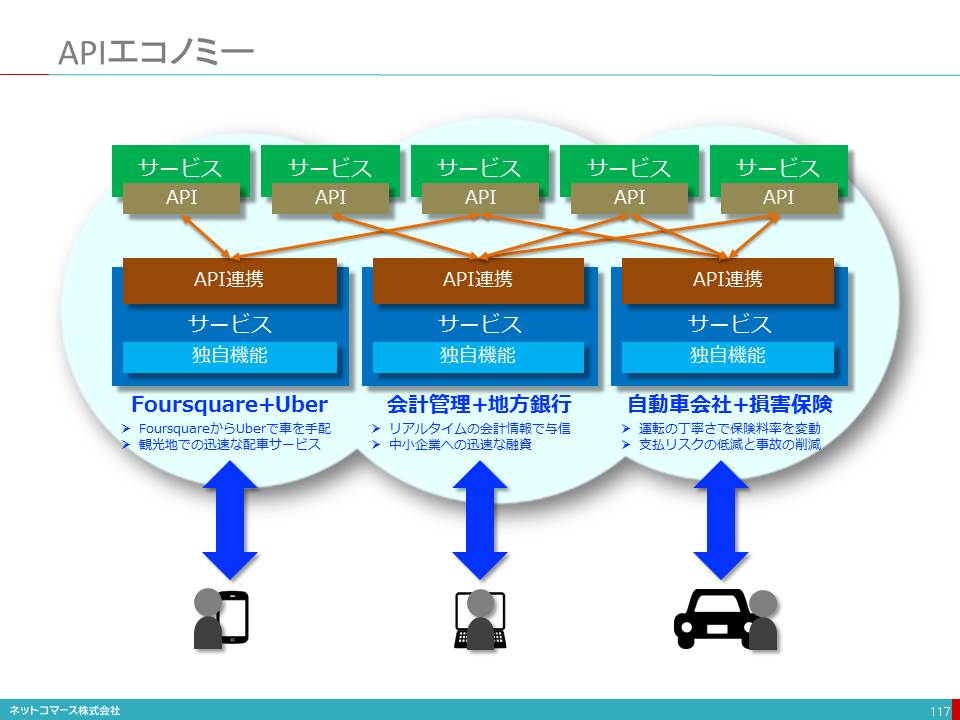 APIエコノミー
サービス
API
サービス
API
サービス
API
サービス
API
サービス
API
API連携
サービス
独自機能
API連携
サービス
独自機能
API連携
サービス
独自機能
Foursquare+Uber
➢ FoursquareからUberで車を手配
➢ 観光地での迅速な配車サービス
会計管理+地方銀行
➢ リアルタイムの会計情報で与信
➢ 中小企業への迅速な融資
自動車会社+損害保険
➢ 運転の丁寧さで保険料率を変動
➢ 支払リスクの低減と事故の削減
ネットコマース株式会社
117